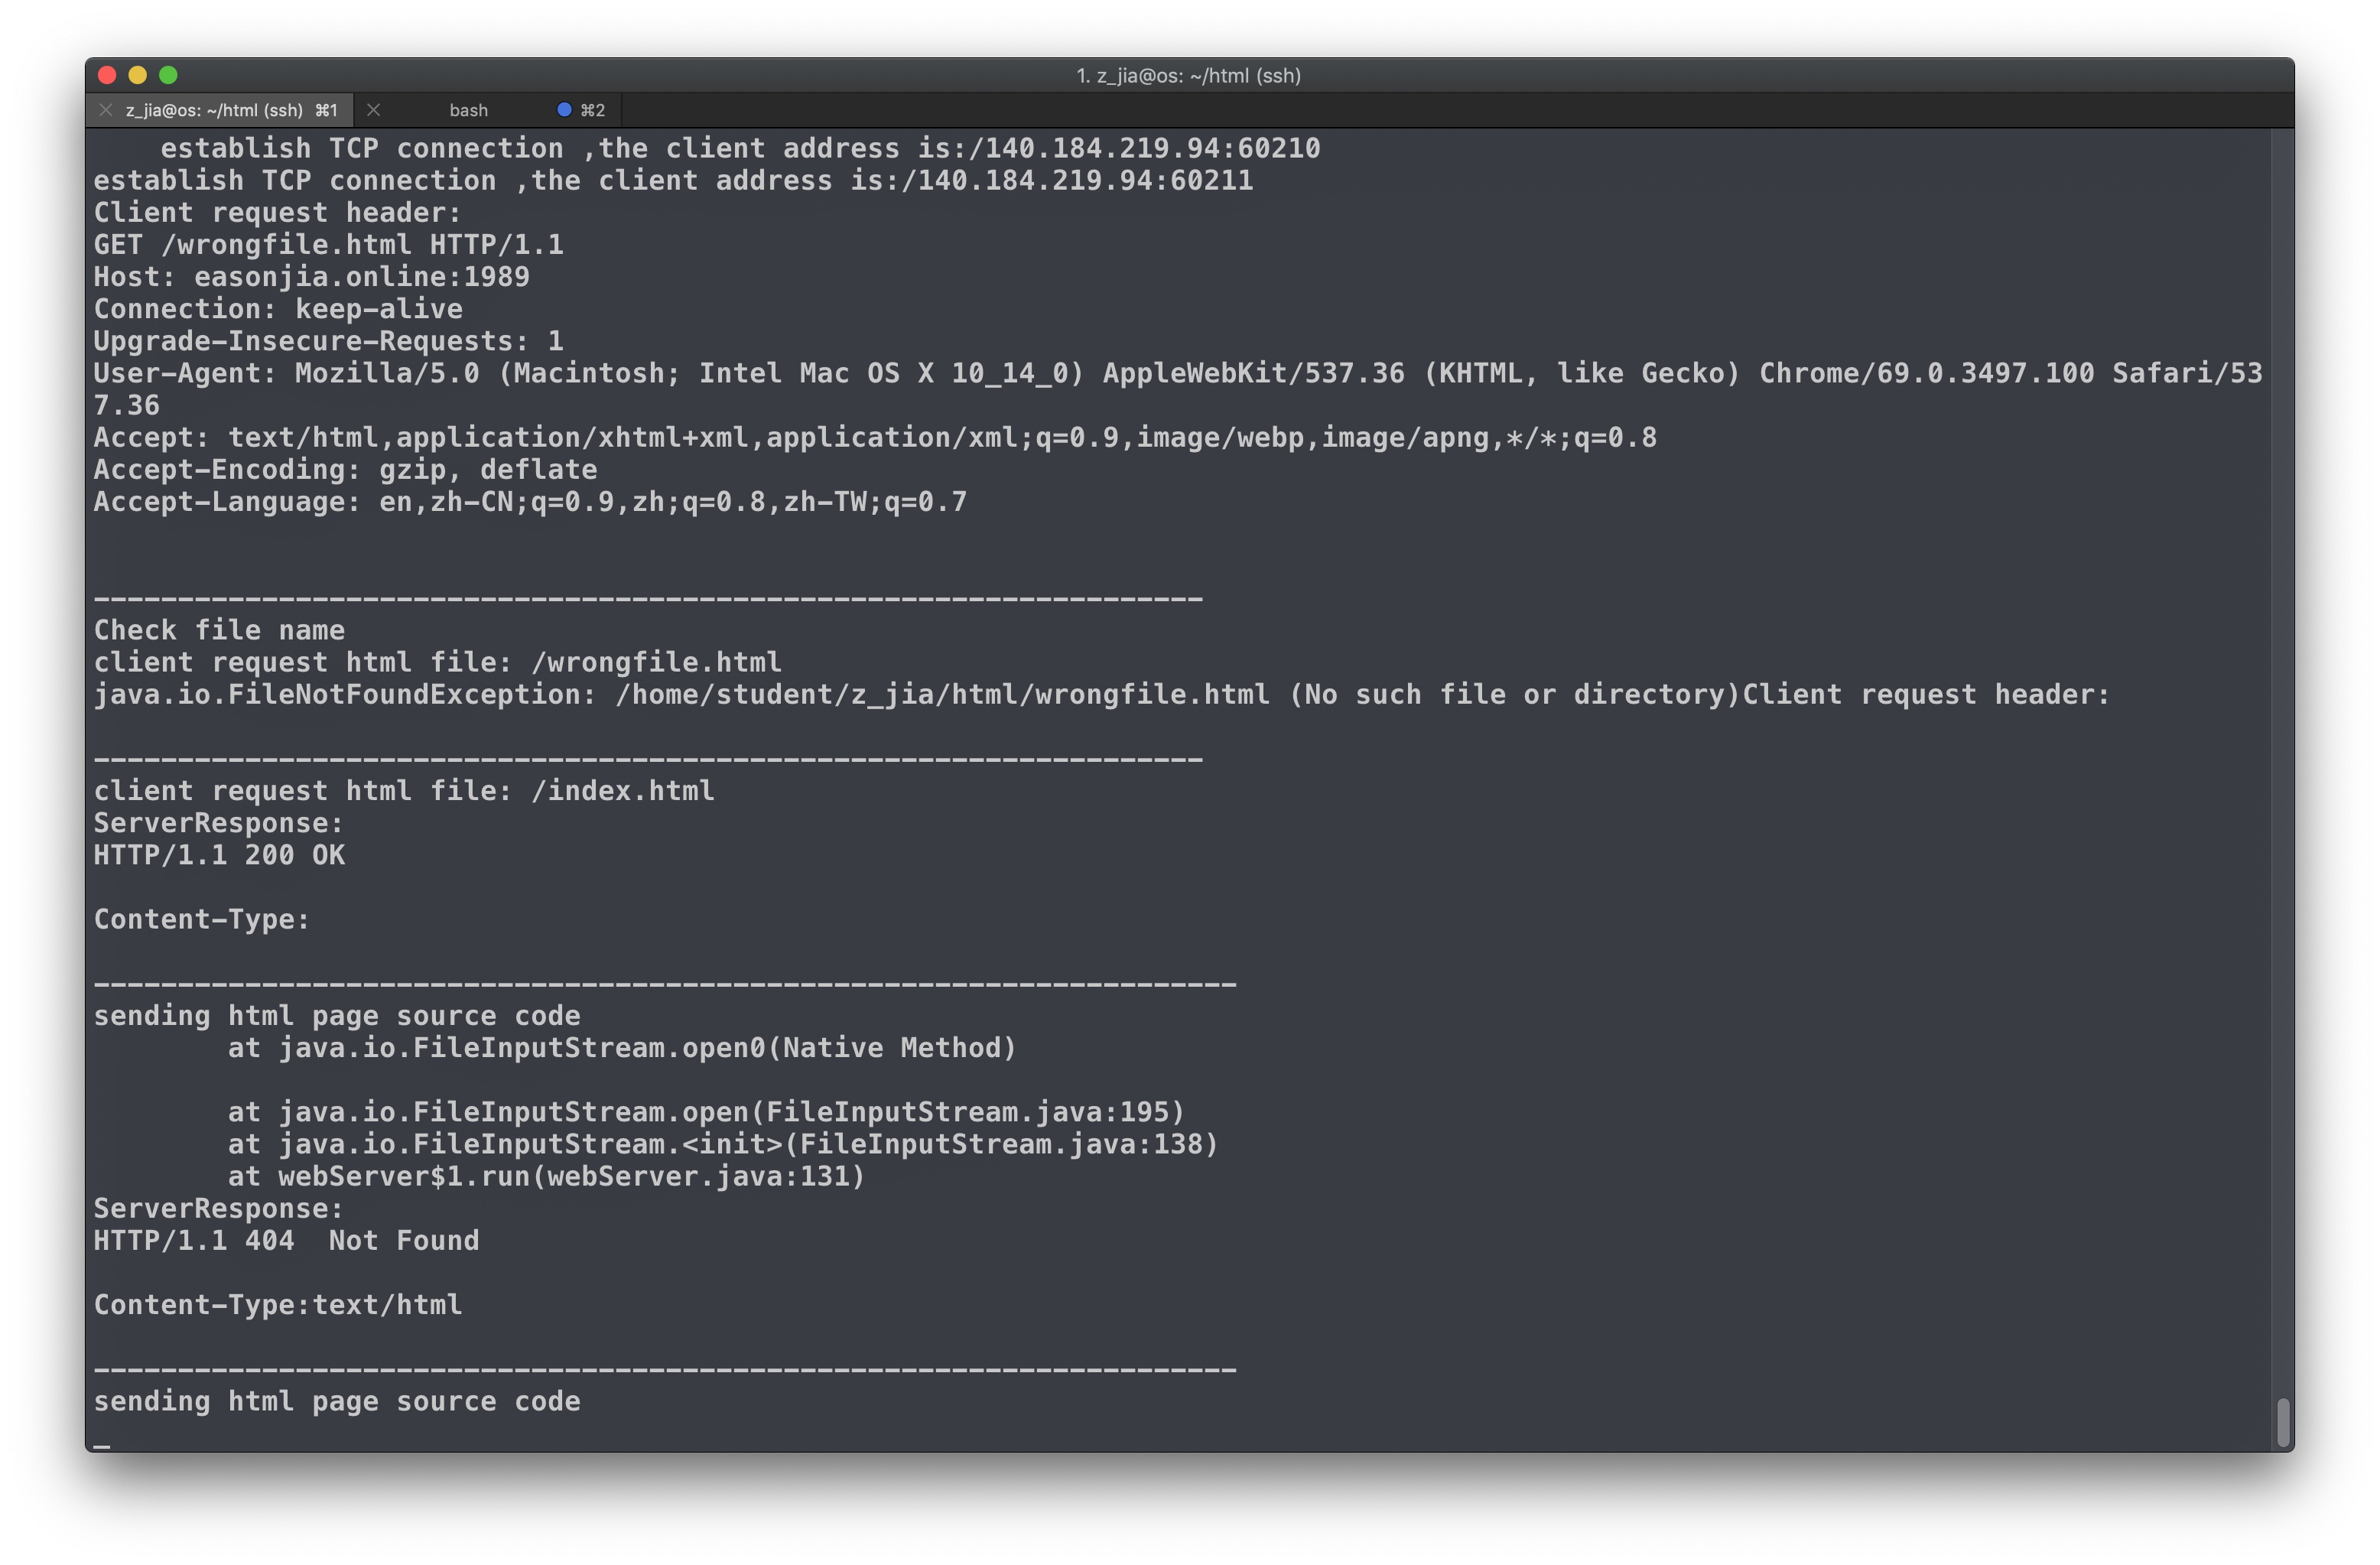 1. z_jia@os: ~/html (ssh)
z_jia@os: ~/html (ssh) ⌘1 bash ⌘2
establish TCP connection ,the client address is:/140.184.219.94:60210
establish TCP connection ,the client address is:/140.184.219.94:60211
Client request header:
GET /wrongfile.html HTTP/1.1
Host: easonjia.online:1989
Connection: keep-alive
Upgrade-Insecure-Requests: 1
User-Agent: Mozilla/5.0 (Macintosh; Intel Mac OS X 10_14_0) AppleWebKit/537.36 (KHTML, like Gecko) Chrome/69.0.3497.100 Safari/53
7.36
Accept: text/html,application/xhtml+xml,application/xml;q=0.9,image/webp,image/apng,*/*;q=0.8
Accept-Encoding: gzip, deflate
Accept-Language: en,zh-CN;q=0.9,zh;q=0.8,zh-TW;q=0.7
------------------------------------------------------------------
Check file name
client request html file: /wrongfile.html
java.io.FileNotFoundException: /home/student/z_jia/html/wrongfile.html (No such file or directory)Client request header:
------------------------------------------------------------------
client request html file: /index.html
ServerResponse:
HTTP/1.1 200 OK
Content-Type:
--------------------------------------------------------------------
sending html page source code
at java.io.FileInputStream.open0(Native Method)
at java.io.FileInputStream.open(FileInputStream.java:195)
at java.io.FileInputStream.<init>(FileInputStream.java:138)
at webServer$1.run(webServer.java:131)
ServerResponse:
HTTP/1.1 404  Not Found
Content-Type:text/html
--------------------------------------------------------------------
sending html page source code